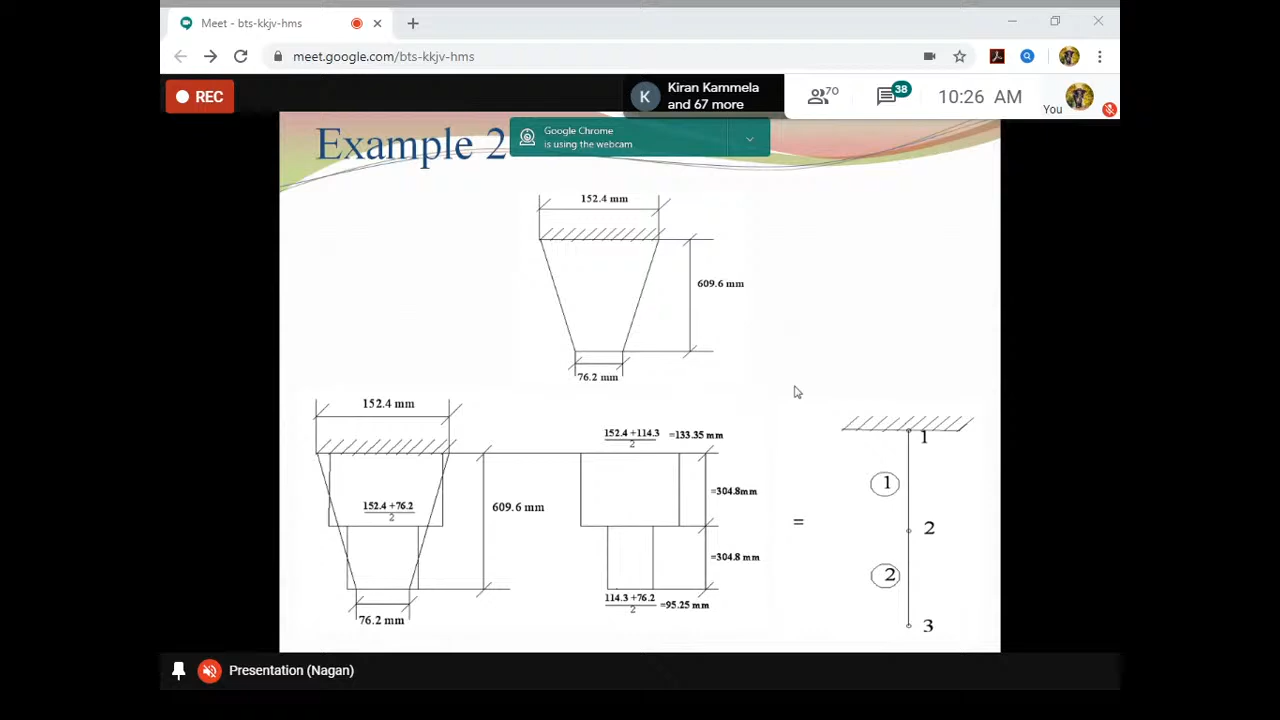 Meet - bts-kkjv-hms
meet.google.com/bts-kkjv-hms
REC
K
Kiran Kammela
and 67 more
70
38
10:26 AM
You
Example 2
Google Chrome
is using the webcam
152.4 mm
609.6 mm
76.2 mm
152.4 mm
152.4 +76.2
2
609.6 mm
76.2 mm
152.4 +114.3
2
=133.35 mm
=304.8mm
=304.8 mm
114.3 +76.2
2
=95.25 mm
=
1
1
2
2
3
Presentation (Nagan)